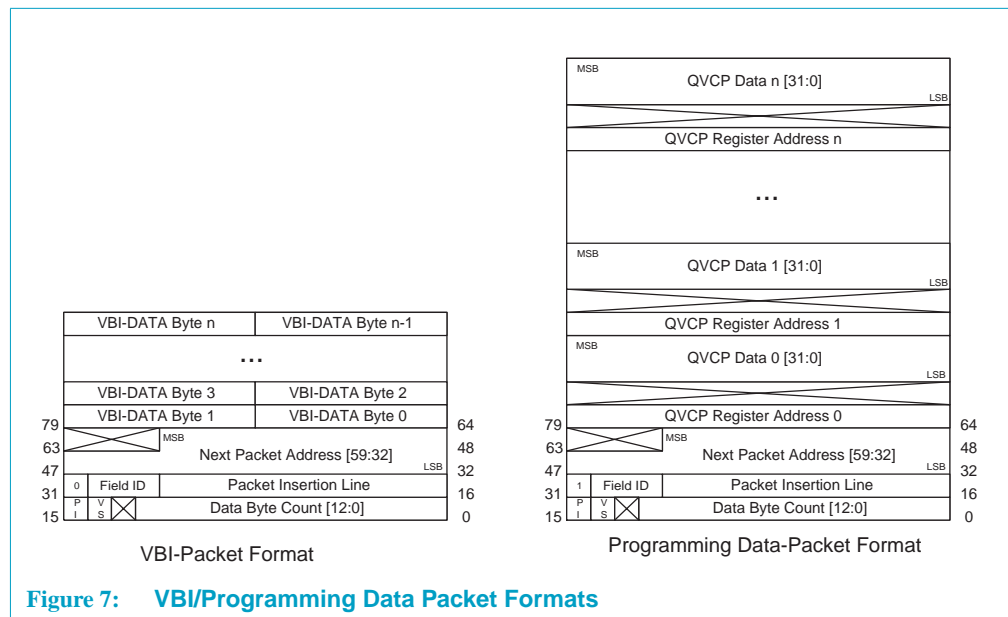 MSB
QVCP Data n [31:0]
LSB
QVCP Register Address n
...
MSB
QVCP Data 1 [31:0]
LSB
QVCP Register Address 1
MSB
QVCP Data 0 [31:0]
LSB
QVCP Register Address 0
79 64
MSB
63 Next Packet Address [59:32] 48
LSB
47 32
1 Field ID Packet Insertion Line
31 16
P I V S Data Byte Count [12:0]
15 0
Programming Data-Packet Format
VBI-DATA Byte n VBI-DATA Byte n-1
...
VBI-DATA Byte 3 VBI-DATA Byte 2
VBI-DATA Byte 1 VBI-DATA Byte 0
79 64
MSB
63 Next Packet Address [59:32] 48
LSB
47 32
0 Field ID Packet Insertion Line
31 16
P I V S Data Byte Count [12:0]
15 0
VBI-Packet Format
Figure 7: VBI/Programming Data Packet Formats